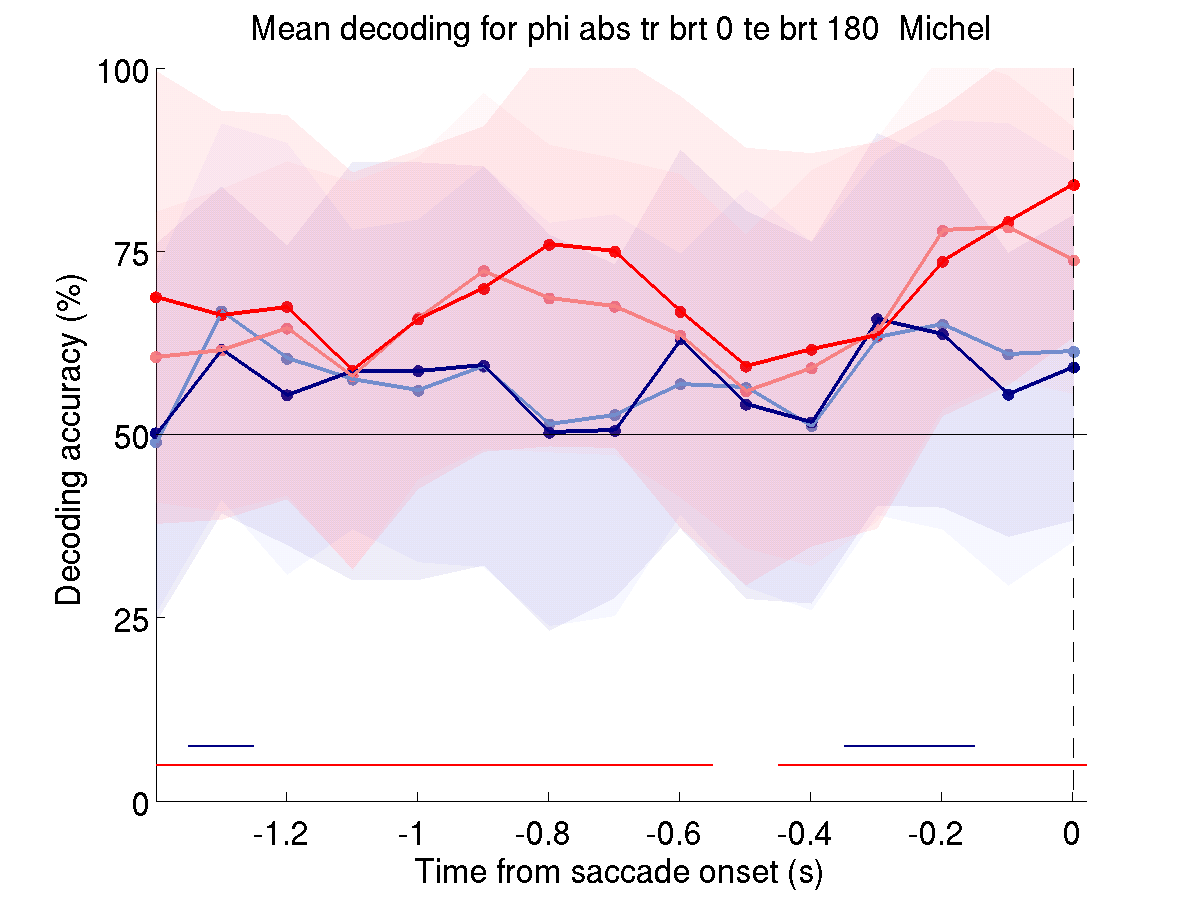 Mean decoding for phi abs tr brt 0 te brt 180  Michel
100
75
50
25
0
Decoding accuracy (%)
-1.2 -1 -0.8 -0.6 -0.4 -0.2 0
Time from saccade onset (s)